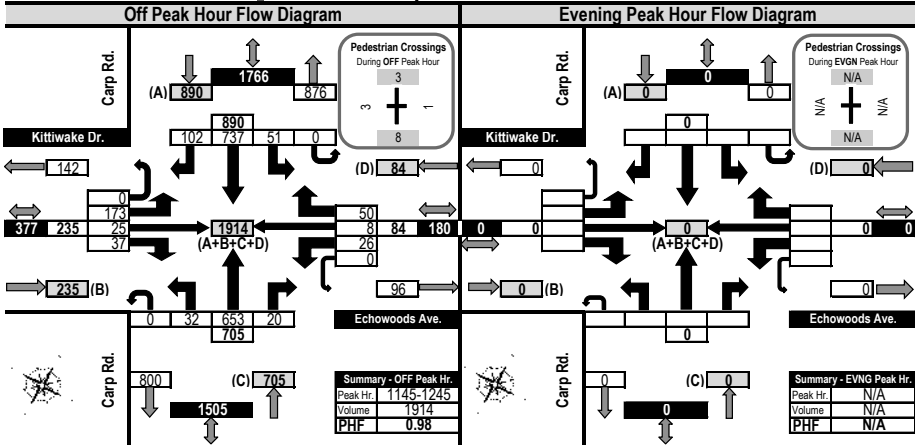 Off Peak Hour Flow Diagram
Carp Rd.
1766
(A) 890
876
Pedestrian Crossings
During OFF Peak Hour
3
3
1
8
890
102 737 51 0
Kittiwake Dr.
142
(D) 84
0
173
25
37
377 235
1914
(A+B+C+D)
50
8
26
0
84 180
235 (B)
96
0 32 653 20
705
Echowoods Ave.
Carp Rd.
800
(C) 705
1505
Summary - OFF Peak Hr.
Peak Hr. 1145-1245
Volume 1914
PHF 0.98
Evening Peak Hour Flow Diagram
Carp Rd.
0
(A) 0
0
Pedestrian Crossings
During EVGN Peak Hour
N/A
N/A
N/A
N/A
0
Kittiwake Dr.
0
(D) 0
0 0
0
(A+B+C+D)
0 0
0 (B)
0
0
Echowoods Ave.
Carp Rd.
0
(C) 0
0
Summary - EVNG Peak Hr.
Peak Hr. N/A
Volume N/A
PHF N/A